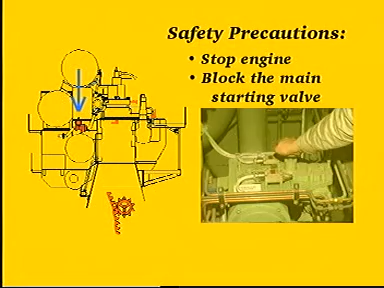 Safety Precautions:
• Stop engine
• Block the main
starting valve